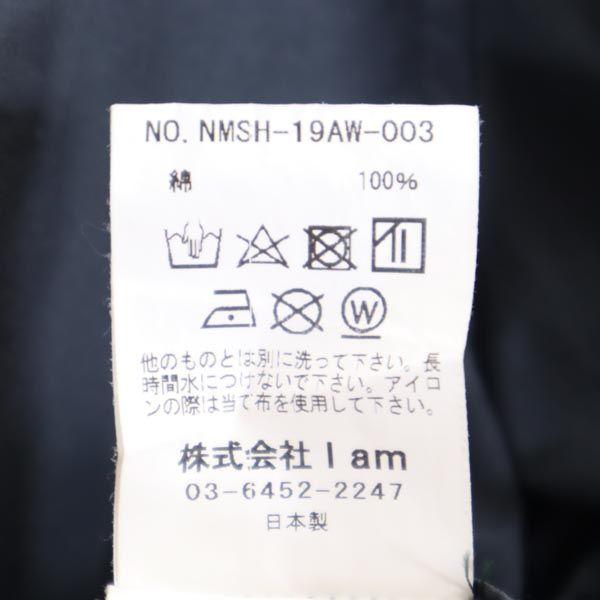 NO. NMSH-19AW-003
綿 100%
W
他のものとは別に洗って下さい。長
時間水につけないで下さい。アイロ
ンの際は当て布を使用して下さい。
株式会社 I am
03-6452-2247
日本製